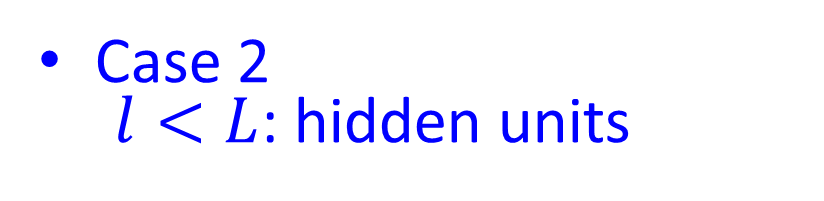 • Case 2
𝑙 < 𝐿: hidden units